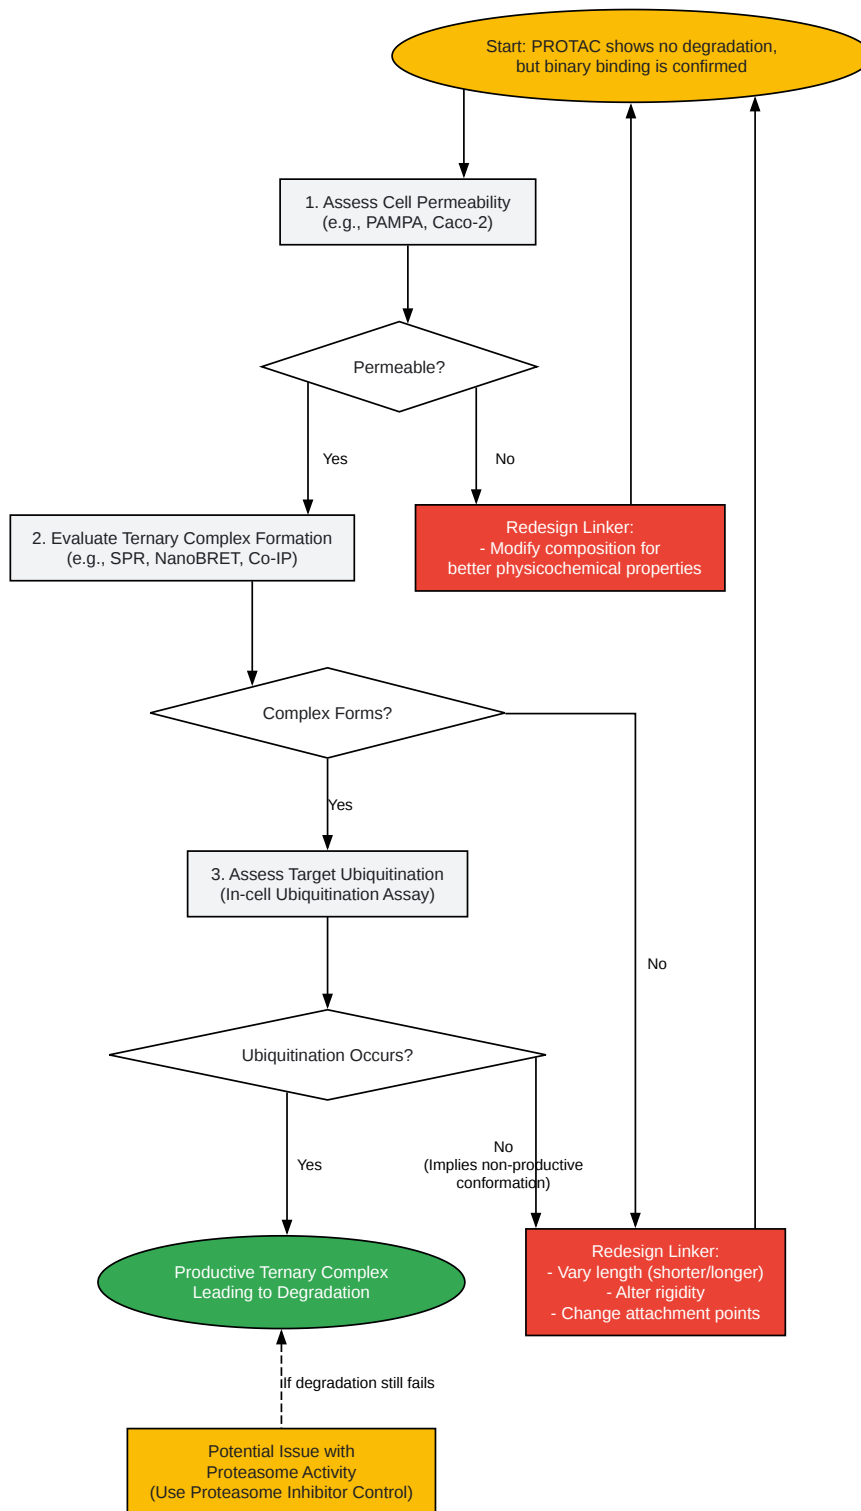 Start: PROTAC shows no degradation,
but binary binding is confirmed
1. Assess Cell Permeability
(e.g., PAMPA, Caco-2)
Permeable?
Yes
No
2. Evaluate Ternary Complex Formation
(e.g., SPR, NanoBRET, Co-IP)
Redesign Linker:
- Modify composition for
better physicochemical properties
Complex Forms?
Yes
3. Assess Target Ubiquitination
(In-cell Ubiquitination Assay)
No
Ubiquitination Occurs?
Yes
No
(Implies non-productive
conformation)
Productive Ternary Complex
Leading to Degradation
Redesign Linker:
- Vary length (shorter/longer)
- Alter rigidity
- Change attachment points
If degradation still fails
Potential Issue with
Proteasome Activity
(Use Proteasome Inhibitor Control)